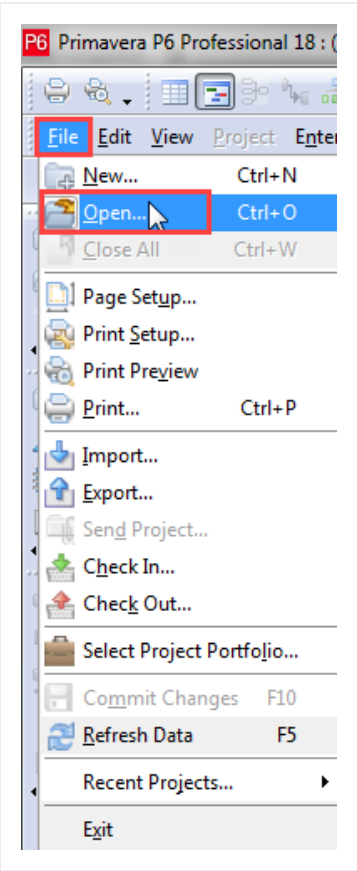 P6 Primavera P6 Professional 18 : (
File Edit View Project Enter
New... Ctrl+N
Open... Ctrl+O
Close All Ctrl+W
Page Setup...
Print Setup...
Print Preview
Print... Ctrl+P
Import...
Export...
Send Project...
Check In...
Check Out...
Select Project Portfolio...
Commit Changes F10
Refresh Data F5
Recent Projects...
Exit